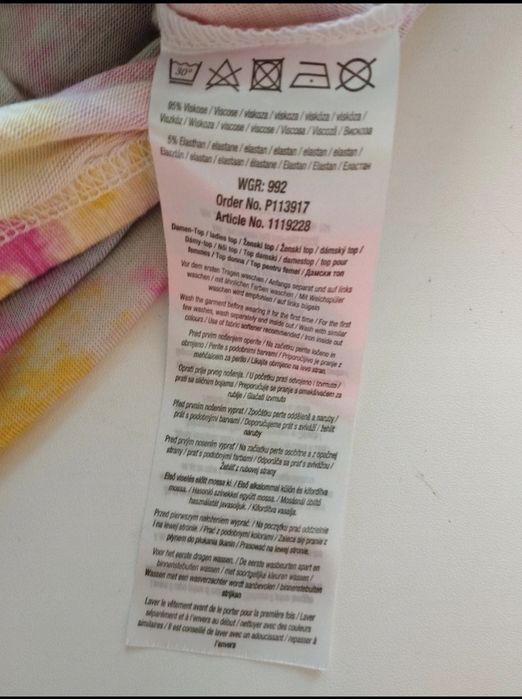 30°
95% Viskose / Viscose / viskoza / viskoza / viskóza / viskóza /
Viszkóz / Wiskoza / viscose / viscose / Viscosa / Viscoză / Вискоза
5% Elasthan / elastane / elastan / elastan / elastan / elastan /
Elasztán / elastan / elastaan / élastane / Elastan / Elastan / Еластан
WGR: 992
Order No. P113917
Article No. 1119228
Damen-Top / ladies top / Ženski top / Ženski top / dámský top /
Dámy-top / Női top / Top damski / damestop / top pour
femmes / Top donna / Top pentru femei / Дамски топ
Vor dem ersten Tragen waschen / Anfangs separat und auf links
waschen / mit ähnlichen Farben waschen / Mit Weichspüler
waschen wird empfohlen / auf links bügeln
Wash the garment before wearing it for the first time / For the first
few washes, wash separately and inside out / Wash with similar
colours / Use of fabric softener recommended / Iron inside out
Pred prvim nošenjem operite / Na začetku perite ločeno in
obrnjeno / Perite s podobnimi barvami / Priporočljivo je pranje z
mehčalcem za perilo / Likajte obrnjeno na levo stran
Oprati prije prvog nošenja. / U početku prati odvojeno i izvrnuto /
prati sa sličnim bojama / Preporučuje se pranje s omekšivačem za
rublje / Glačati izvrnuto
Před prvním nošením vyprat / Zpočátku perte odděleně a naruby /
prát s podobnými barvami / Doporučujeme prát s aviváží / žehlit
naruby
Pred prvým nosením vyprať / Na začiatku perte osobitne a z opačnej
strany / prať s podobnými farbami / Odporúča sa prať s avivážou /
Žehliť z rubovej strany
Első viselés előtt mossa ki. / Első alkalommal külön és kifordítva
mossa. / Hasonló színekkel együtt mossa. / Mosásnál öblítő
használatát javasoljuk. / Kifordítva vasalja.
Przed pierwszym nałożeniem wyprać. / Na początku prać oddzielnie
i na lewej stronie. / Prać z podobnymi kolorami / Zaleca się pranie z
płynem do płukania tkanin / Prasować na lewej stronie.
Voor het eerste dragen wassen. / De eerste wasbeurten apart en
binnenstebuiten wassen / met soortgelijke kleuren wassen /
Wassen met een wasverzachter wordt aanbevolen / binnenstebuiten
strijken
Laver le vêtement avant de le porter pour la première fois / Laver
séparément et à l'envers au début / nettoyer avec des couleurs
similaires / Il est conseillé de laver avec un adoucissant / repasser à
l'envers